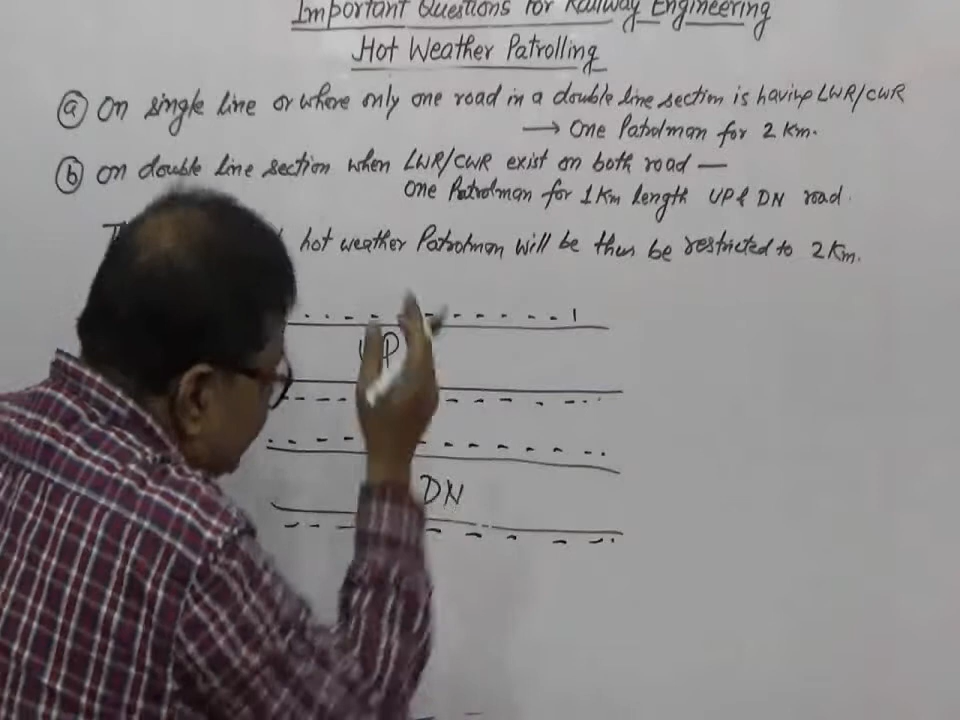 Important Questions for Railway Engineering
Hot Weather Patrolling
(a) On single line or where only one road in a double line section is having LWR/CWR
→ One Patrolman for 2 Km.
(b) on double line section when LWR/CWR exist on both road —
One Patrolman for 1 Km length UP & DN road.
hot weather Patrolman will be thus be restricted to 2 Km.
UP
DN